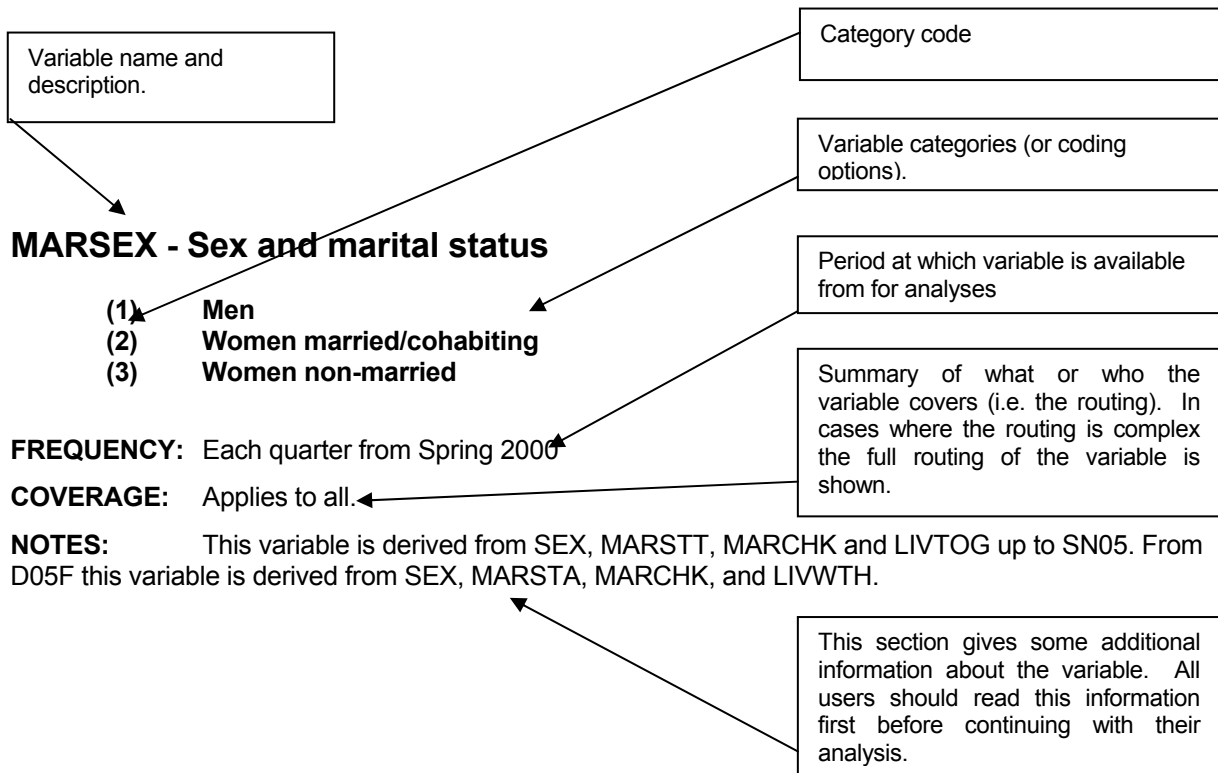 Variable name and
description.
Category code
Variable categories (or coding
options).
MARSEX - Sex and marital status
(1) Men
(2) Women married/cohabiting
(3) Women non-married
Period at which variable is available
from for analyses
Summary of what or who the
variable covers (i.e. the routing). In
cases where the routing is complex
the full routing of the variable is
shown.
FREQUENCY: Each quarter from Spring 2000
COVERAGE: Applies to all.
NOTES: This variable is derived from SEX, MARSTT, MARCHK and LIVTOG up to SN05. From
D05F this variable is derived from SEX, MARSTA, MARCHK, and LIVWTH.
This section gives some additional
information about the variable. All
users should read this information
first before continuing with their
analysis.